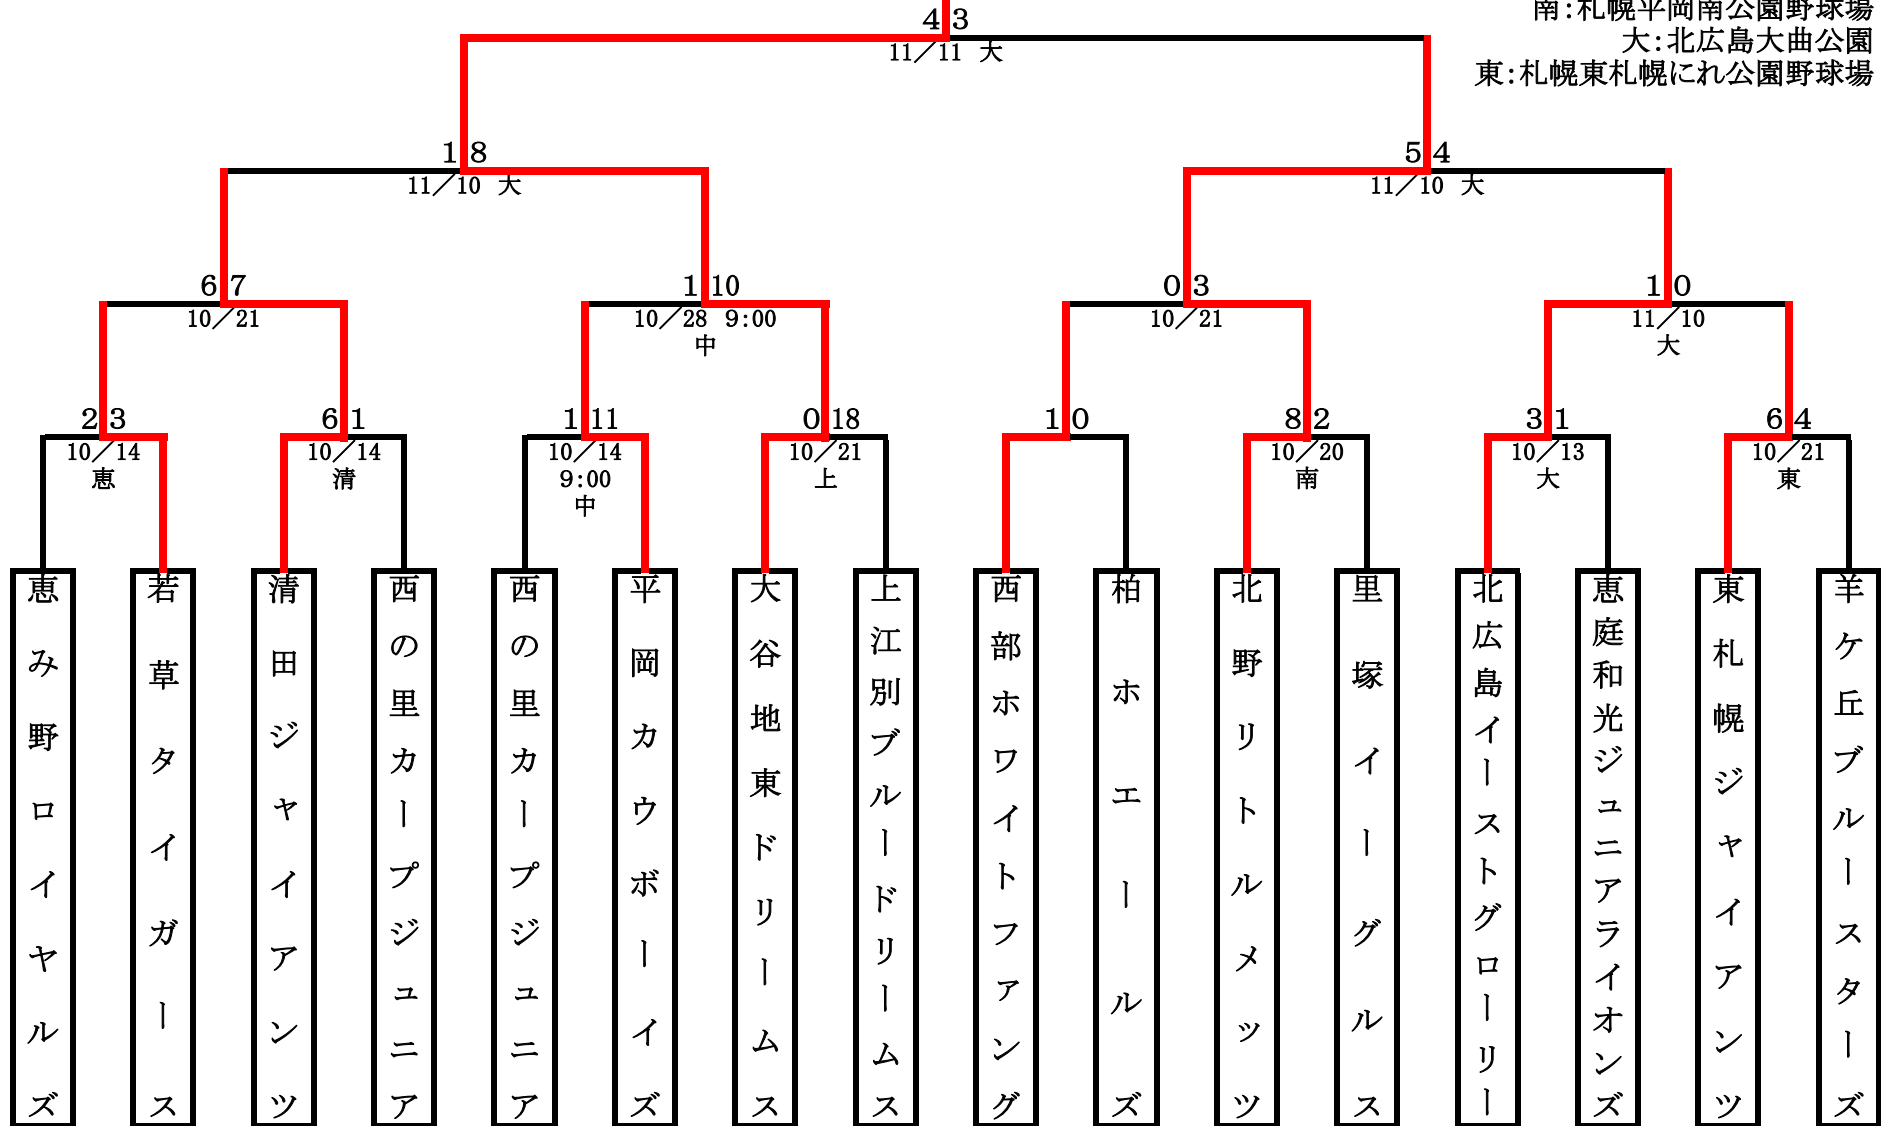 南:札幌平岡南公園野球場
大:北広島大曲公園
東:札幌東札幌にれ公園野球場
4 3
11／11 大
1 8
11／10 大
5 4
11／10 大
6 7
10／21
1 10
10／28 9:00
中
0 3
10／21
1 0
11／10
大
2 3
10／14
恵
6 1
10／14
清
1 11
10／14
9:00
中
0 18
10／21
上
1 0
8 2
10／20
南
3 1
10／13
大
6 4
10／21
東
恵み野ロイヤルズ
若草タイガース
清田ジャイアンツ
西の里カープジュニア
西の里カープジュニア
平岡カウボーイズ
大谷地東ドリームス
上江別ブルードリームス
西部ホワイトファング
柏ホエールズ
北野リトルメッツ
里塚イーグルス
北広島イーストグローリー
恵庭和光ジュニアライオンズ
東札幌ジャイアンツ
羊ケ丘ブルースターズ